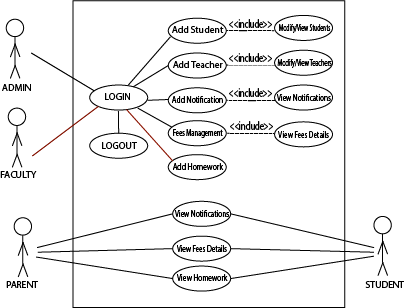 Add Student
<<include>>
Modify/View Students
ADMIN
Add Teacher
<<include>>
Modify/View Teachers
LOGIN
Add Notification
<<include>>
View Notifications
Fees Management
<<include>>
View Fees Details
LOGOUT
FACULTY
Add Homework
View Notifications
View Fees Details
View Homework
PARENT
STUDENT